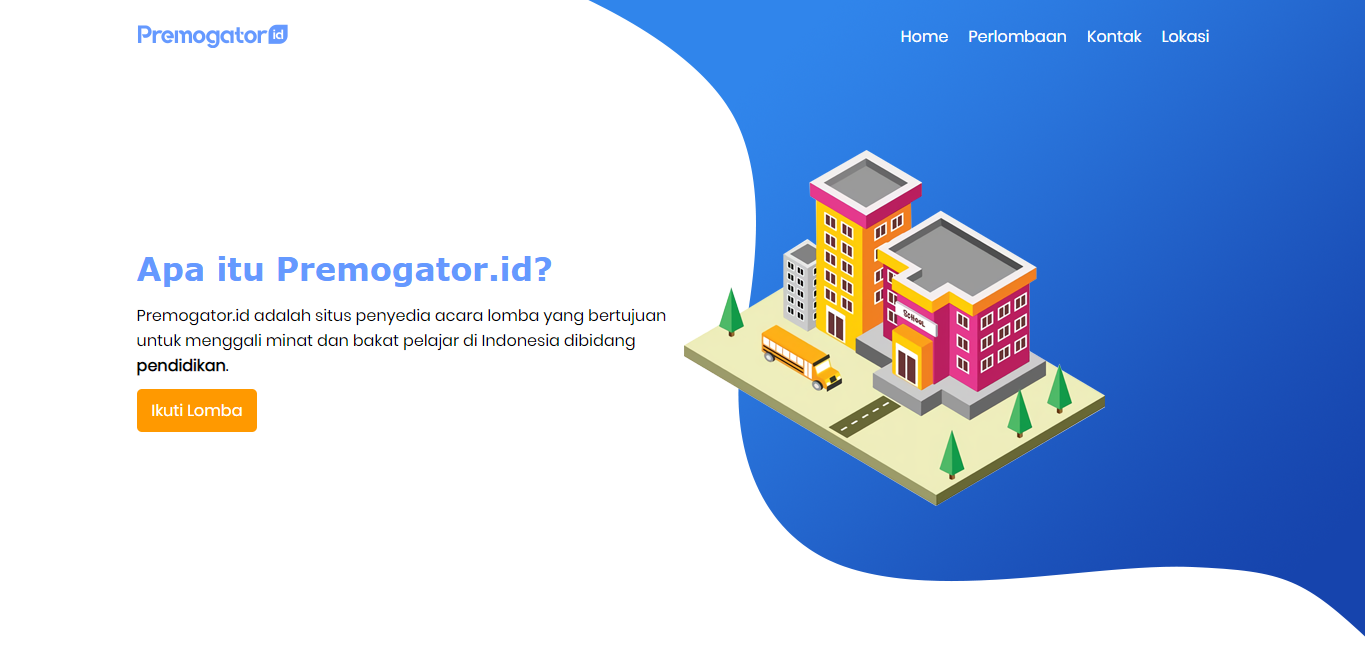 Premogator id
Home Perlombaan Kontak Lokasi
Apa itu Premogator.id?
Premogator.id adalah situs penyedia acara lomba yang bertujuan
untuk menggali minat dan bakat pelajar di Indonesia dibidang
pendidikan.
Ikuti Lomba
SCHOOL